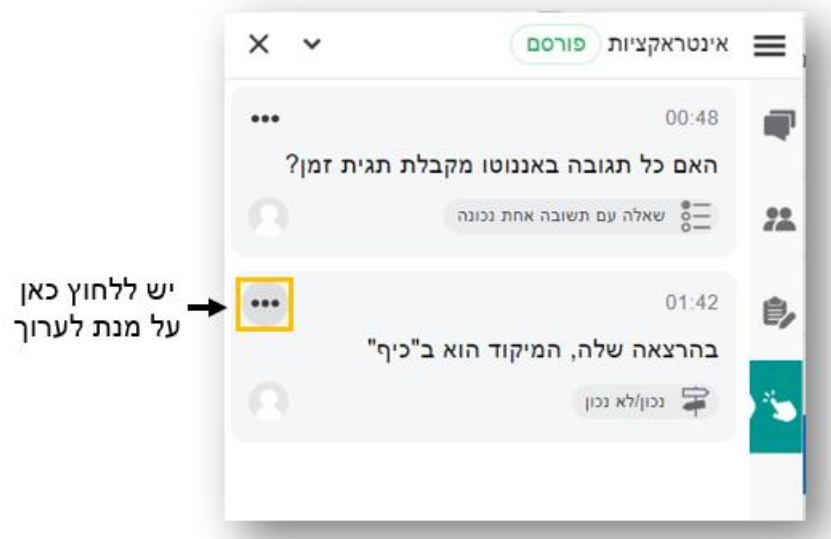 אינטראקציות פורסם
00:48
האם כל תגובה באננוטו מקבלת תגית זמן?
שאלה עם תשובה אחת נכונה
01:42
בהרצאה שלה, המיקוד הוא ב"כיף"
נכון/לא נכון
יש ללחוץ כאן
על מנת לערוך